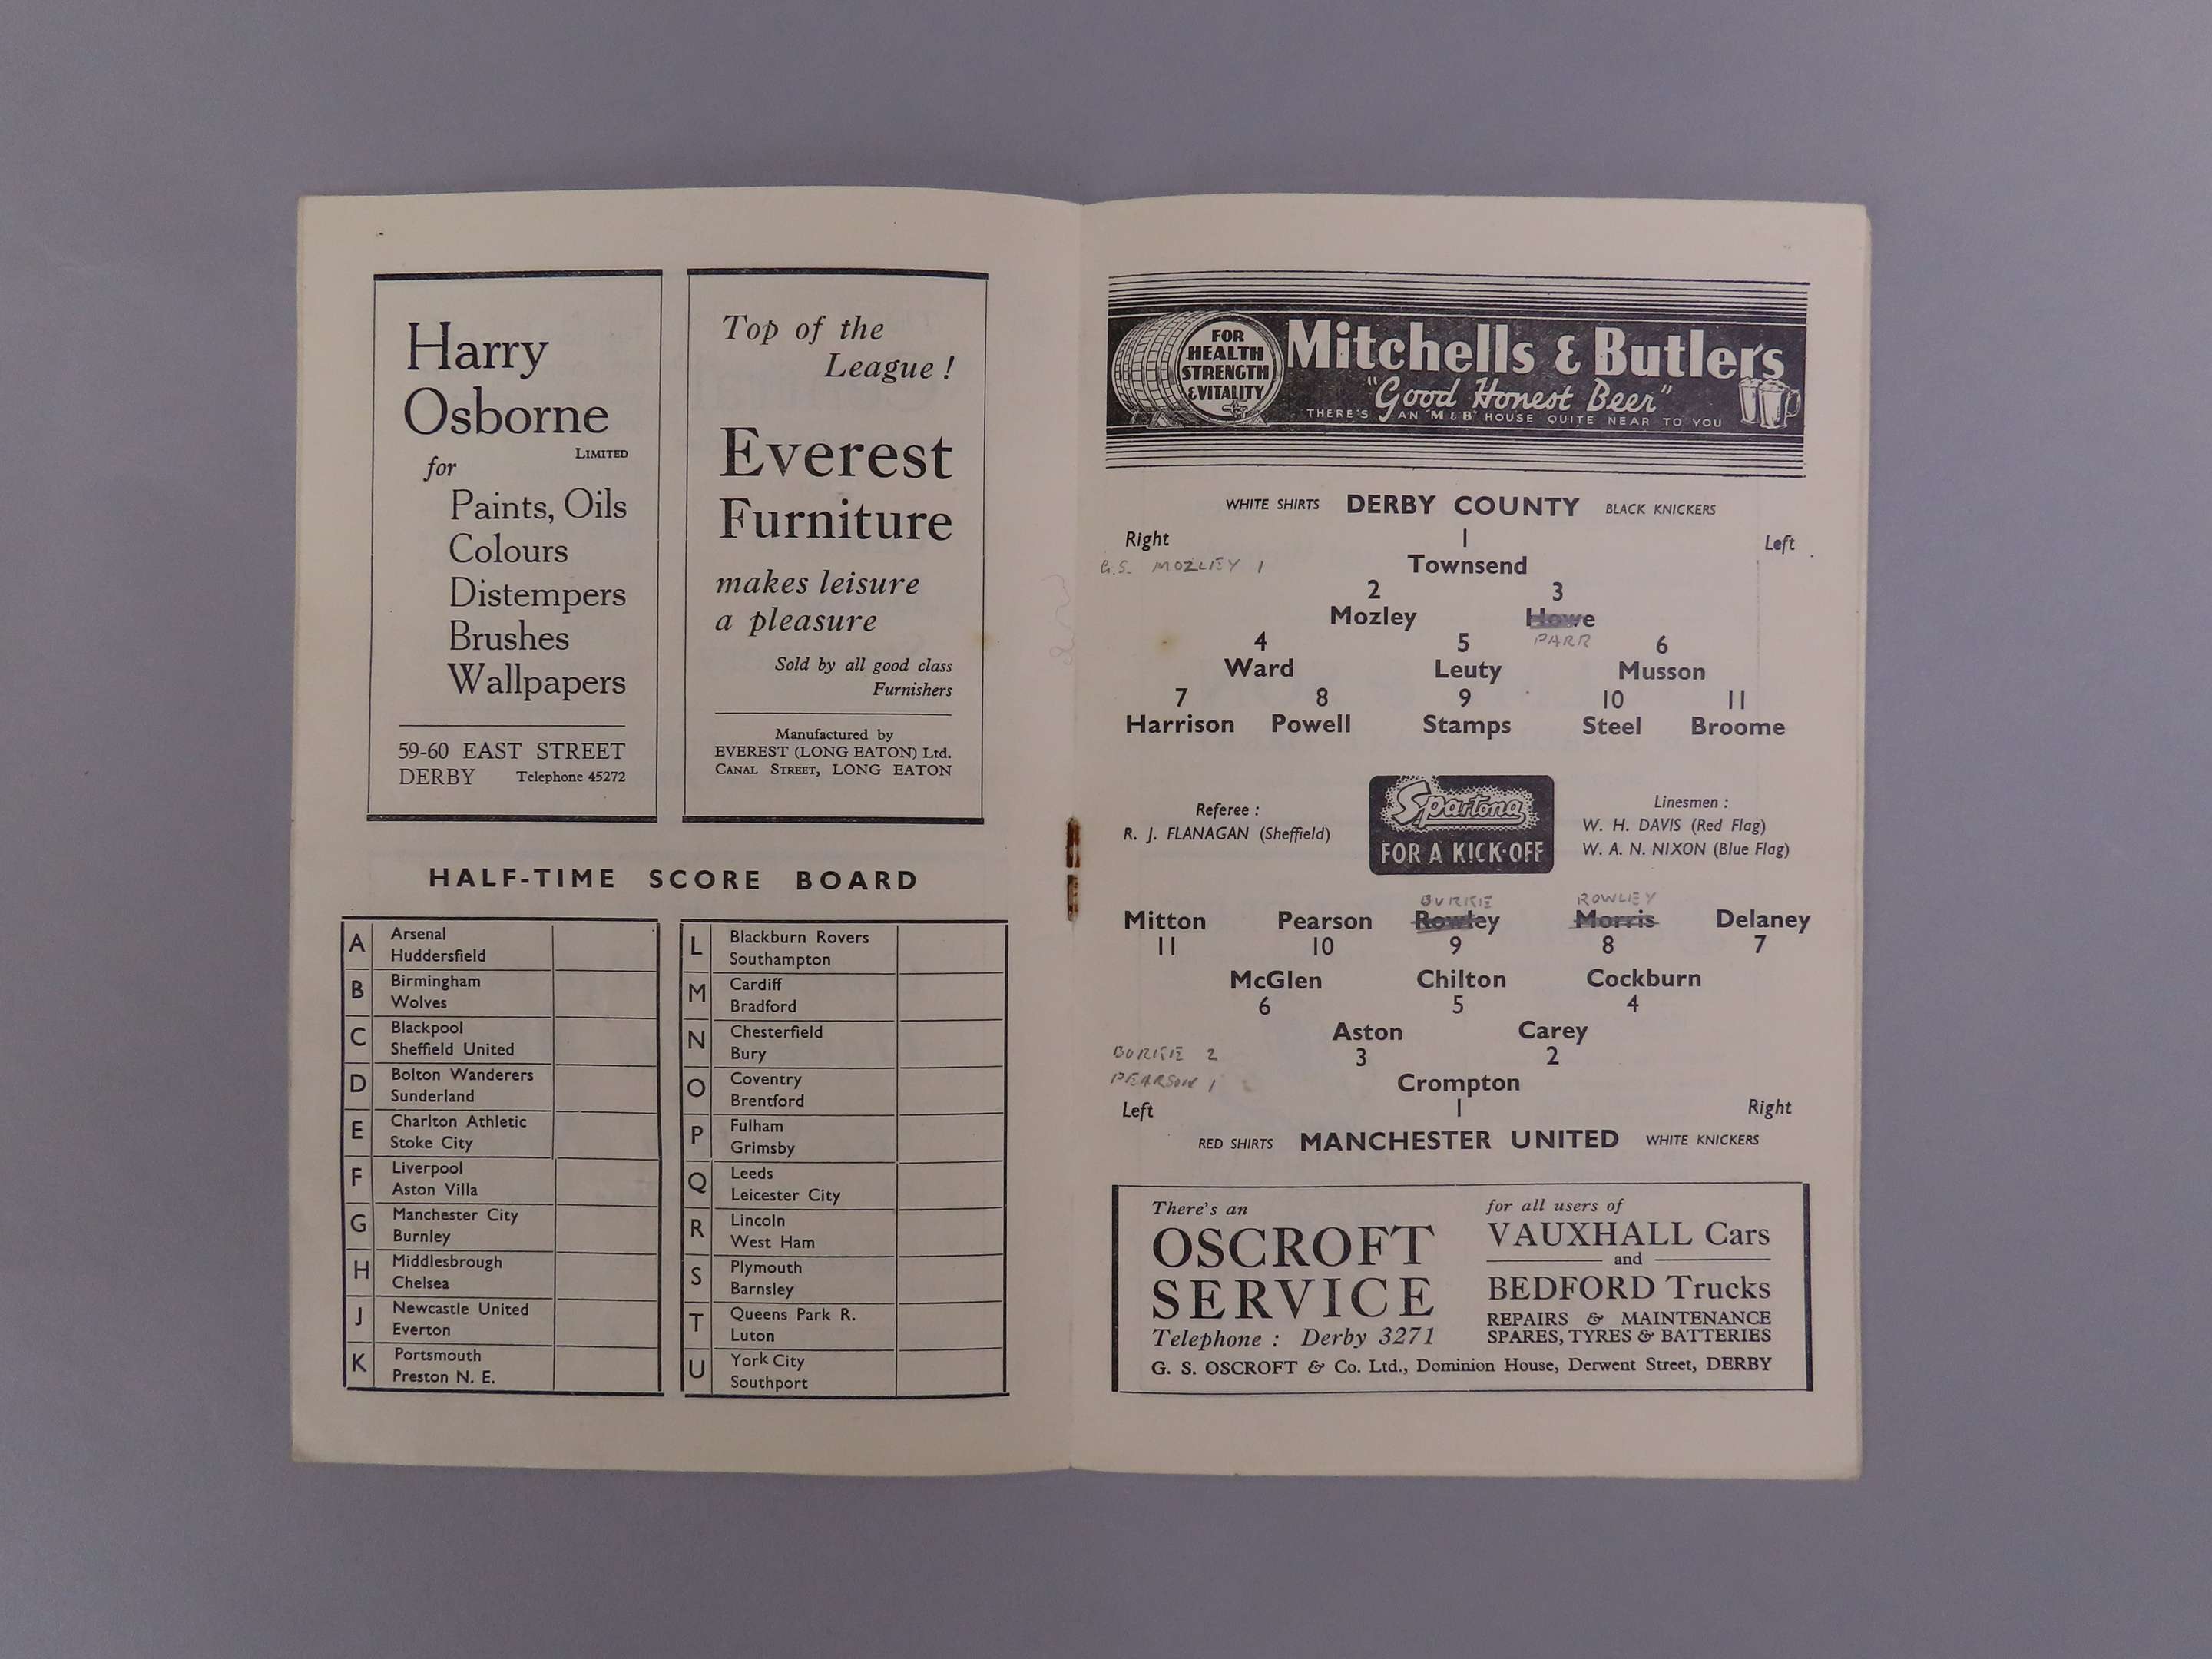 Harry
Osborne
LIMITED
for
Paints, Oils
Colours
Distempers
Brushes
Wallpapers
59-60 EAST STREET
DERBY Telephone 45272
Top of the
League !
Everest
Furniture
makes leisure
a pleasure
Sold by all good class
Furnishers
Manufactured by
EVEREST (LONG EATON) Ltd.
CANAL STREET, LONG EATON
HALF-TIME SCORE BOARD
A Arsenal
Huddersfield
B Birmingham
Wolves
C Blackpool
Sheffield United
D Bolton Wanderers
Sunderland
E Charlton Athletic
Stoke City
F Liverpool
Aston Villa
G Manchester City
Burnley
H Middlesbrough
Chelsea
J Newcastle United
Everton
K Portsmouth
Preston N. E.
L Blackburn Rovers
Southampton
M Cardiff
Bradford
N Chesterfield
Bury
O Coventry
Brentford
P Fulham
Grimsby
Q Leeds
Leicester City
R Lincoln
West Ham
S Plymouth
Barnsley
T Queens Park R.
Luton
U York City
Southport
FOR
HEALTH
STRENGTH
& VITALITY
Mitchells & Butlers
"Good Honest Beer"
THERE'S AN "M & B" HOUSE QUITE NEAR TO YOU
WHITE SHIRTS DERBY COUNTY BLACK KNICKERS
Right 1 Left
G.S. MOZLEY 1 Townsend
2 3
Mozley Howe
PARR
4 5 6
Ward Leuty Musson
7 8 9 10 11
Harrison Powell Stamps Steel Broome
Referee :
R. J. FLANAGAN (Sheffield)
Spartona
FOR A KICK-OFF
Linesmen :
W. H. DAVIS (Red Flag)
W. A. N. NIXON (Blue Flag)
BURKE ROWLEY
Mitton Pearson Rowley Morris Delaney
11 10 9 8 7
McGlen Chilton Cockburn
6 5 4
Aston Carey
BURKE 2 3 2
PEARSON 1 Crompton
Left 1 Right
RED SHIRTS MANCHESTER UNITED WHITE KNICKERS
There's an
OSCROFT
SERVICE
Telephone : Derby 3271
for all users of
VAUXHALL Cars
and
BEDFORD Trucks
REPAIRS & MAINTENANCE
SPARES, TYRES & BATTERIES
G. S. OSCROFT & Co. Ltd., Dominion House, Derwent Street, DERBY